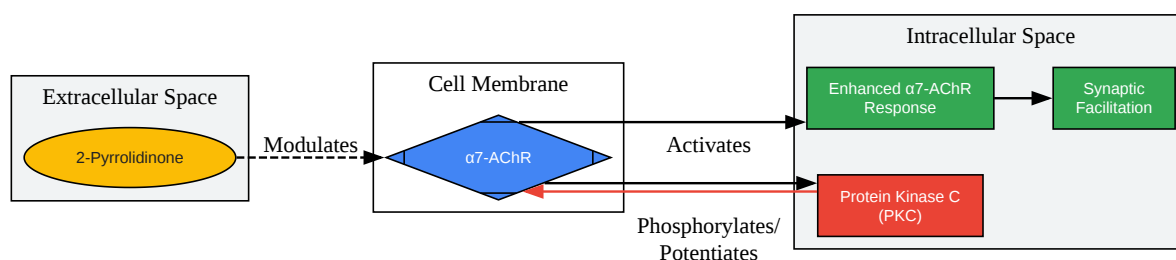 Extracellular Space
2-Pyrrolidinone
Modulates
Cell Membrane
α7-AChR
Activates
Phosphorylates/
Potentiates
Intracellular Space
Enhanced α7-AChR
Response
Synaptic
Facilitation
Protein Kinase C
(PKC)